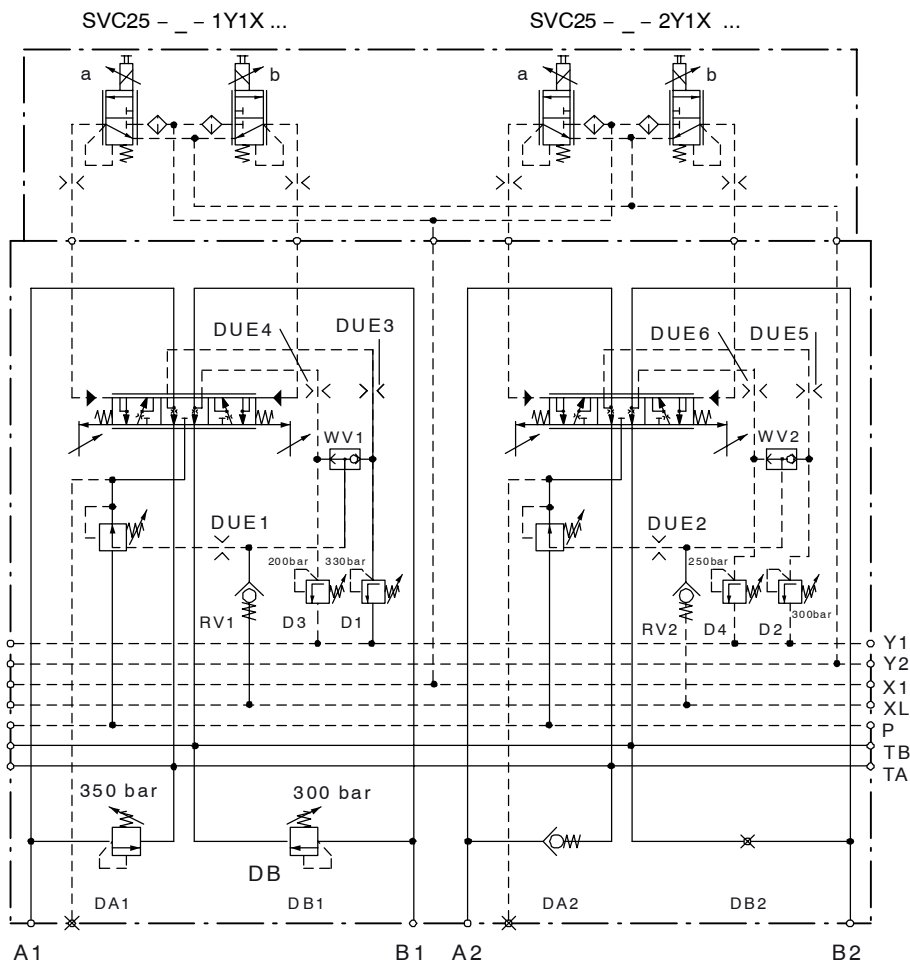 SVC25 – _ – 1Y1X ...
SVC25 – _ – 2Y1X ...
a
b
a
b
DUE4
DUE3
DUE6
DUE5
WV1
WV2
DUE1
DUE2
200bar
330bar
250bar
300bar
RV1
D3
D1
RV2
D4
D2
Y1
Y2
X1
XL
P
TB
TA
350 bar
300 bar
DB
DA1
DB1
DA2
DB2
A1
B1
A2
B2